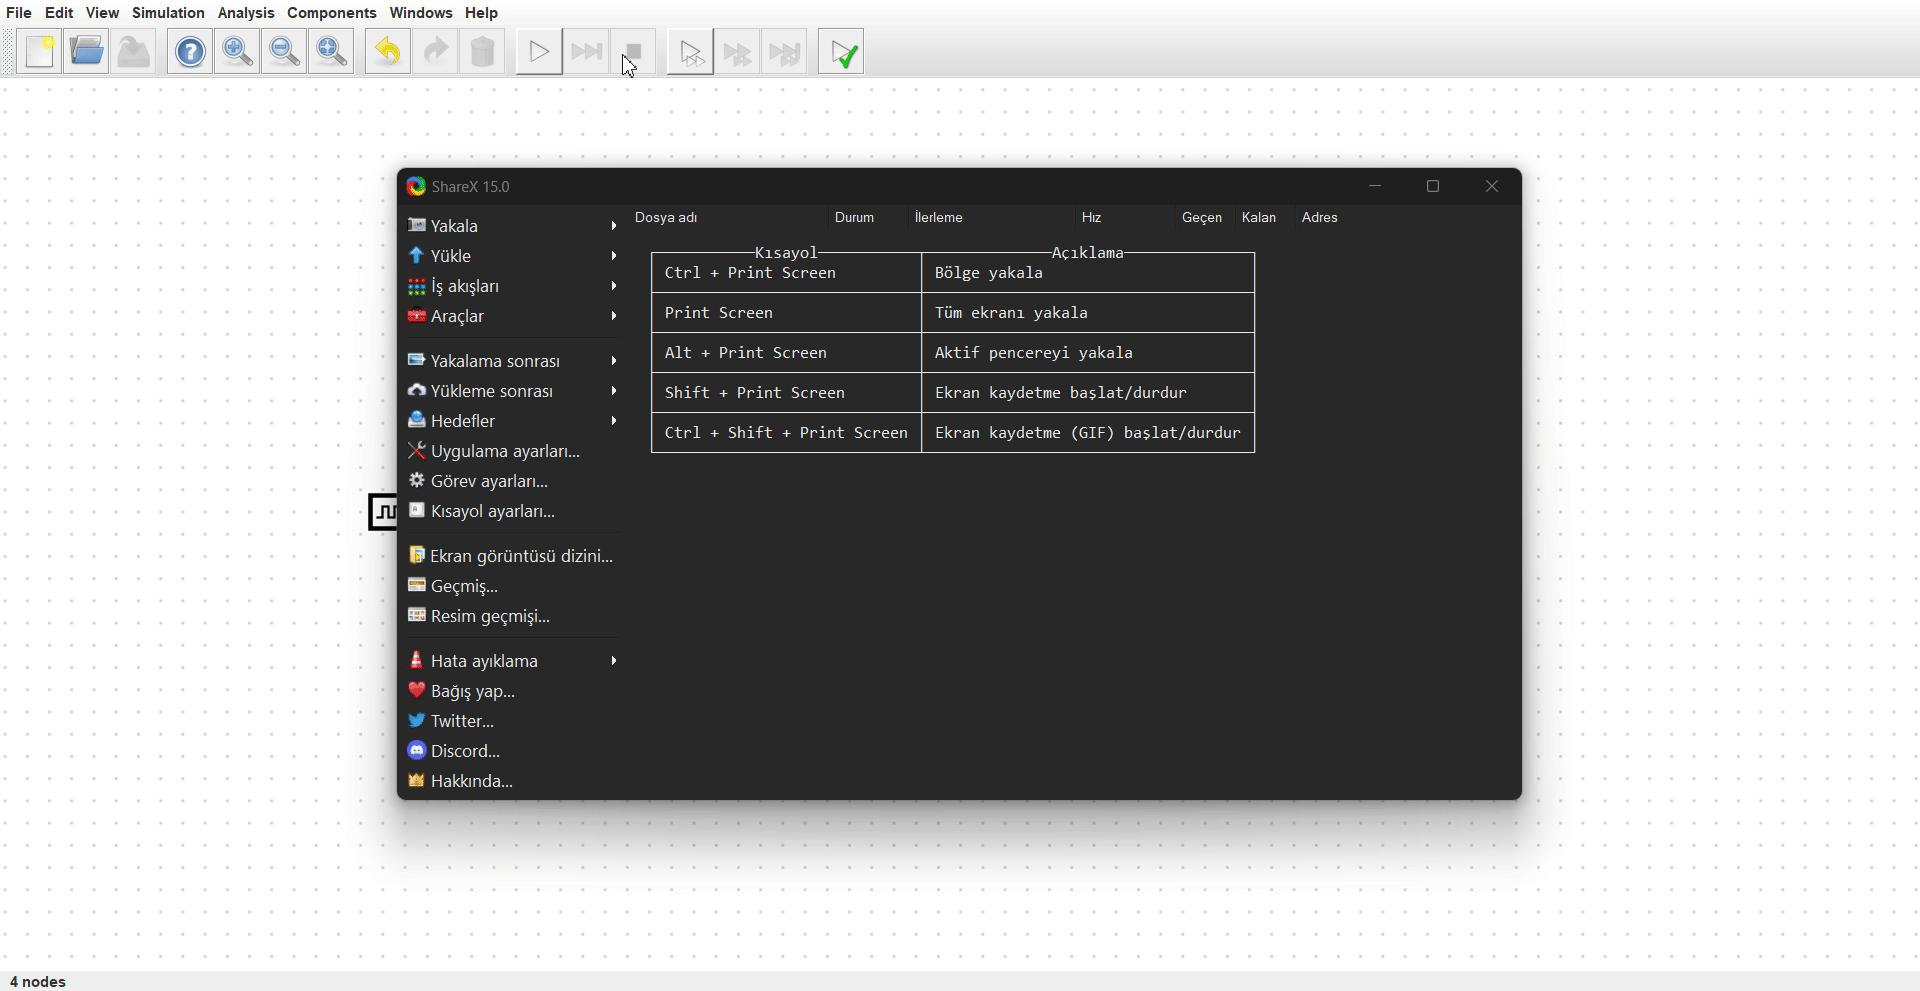 File Edit View Simulation Analysis Components Windows Help
ShareX 15.0
Yakala
Yükle
İş akışları
Araçlar
Yakalama sonrası
Yükleme sonrası
Hedefler
Uygulama ayarları...
Görev ayarları...
Kısayol ayarları...
Ekran görüntüsü dizini...
Geçmiş...
Resim geçmişi...
Hata ayıklama
Bağış yap...
Twitter...
Discord...
Hakkında...
Dosya adı Durum İlerleme Hız Geçen Kalan Adres
Kısayol Açıklama
Ctrl + Print Screen Bölge yakala
Print Screen Tüm ekranı yakala
Alt + Print Screen Aktif pencereyi yakala
Shift + Print Screen Ekran kaydetme başlat/durdur
Ctrl + Shift + Print Screen Ekran kaydetme (GIF) başlat/durdur
4 nodes